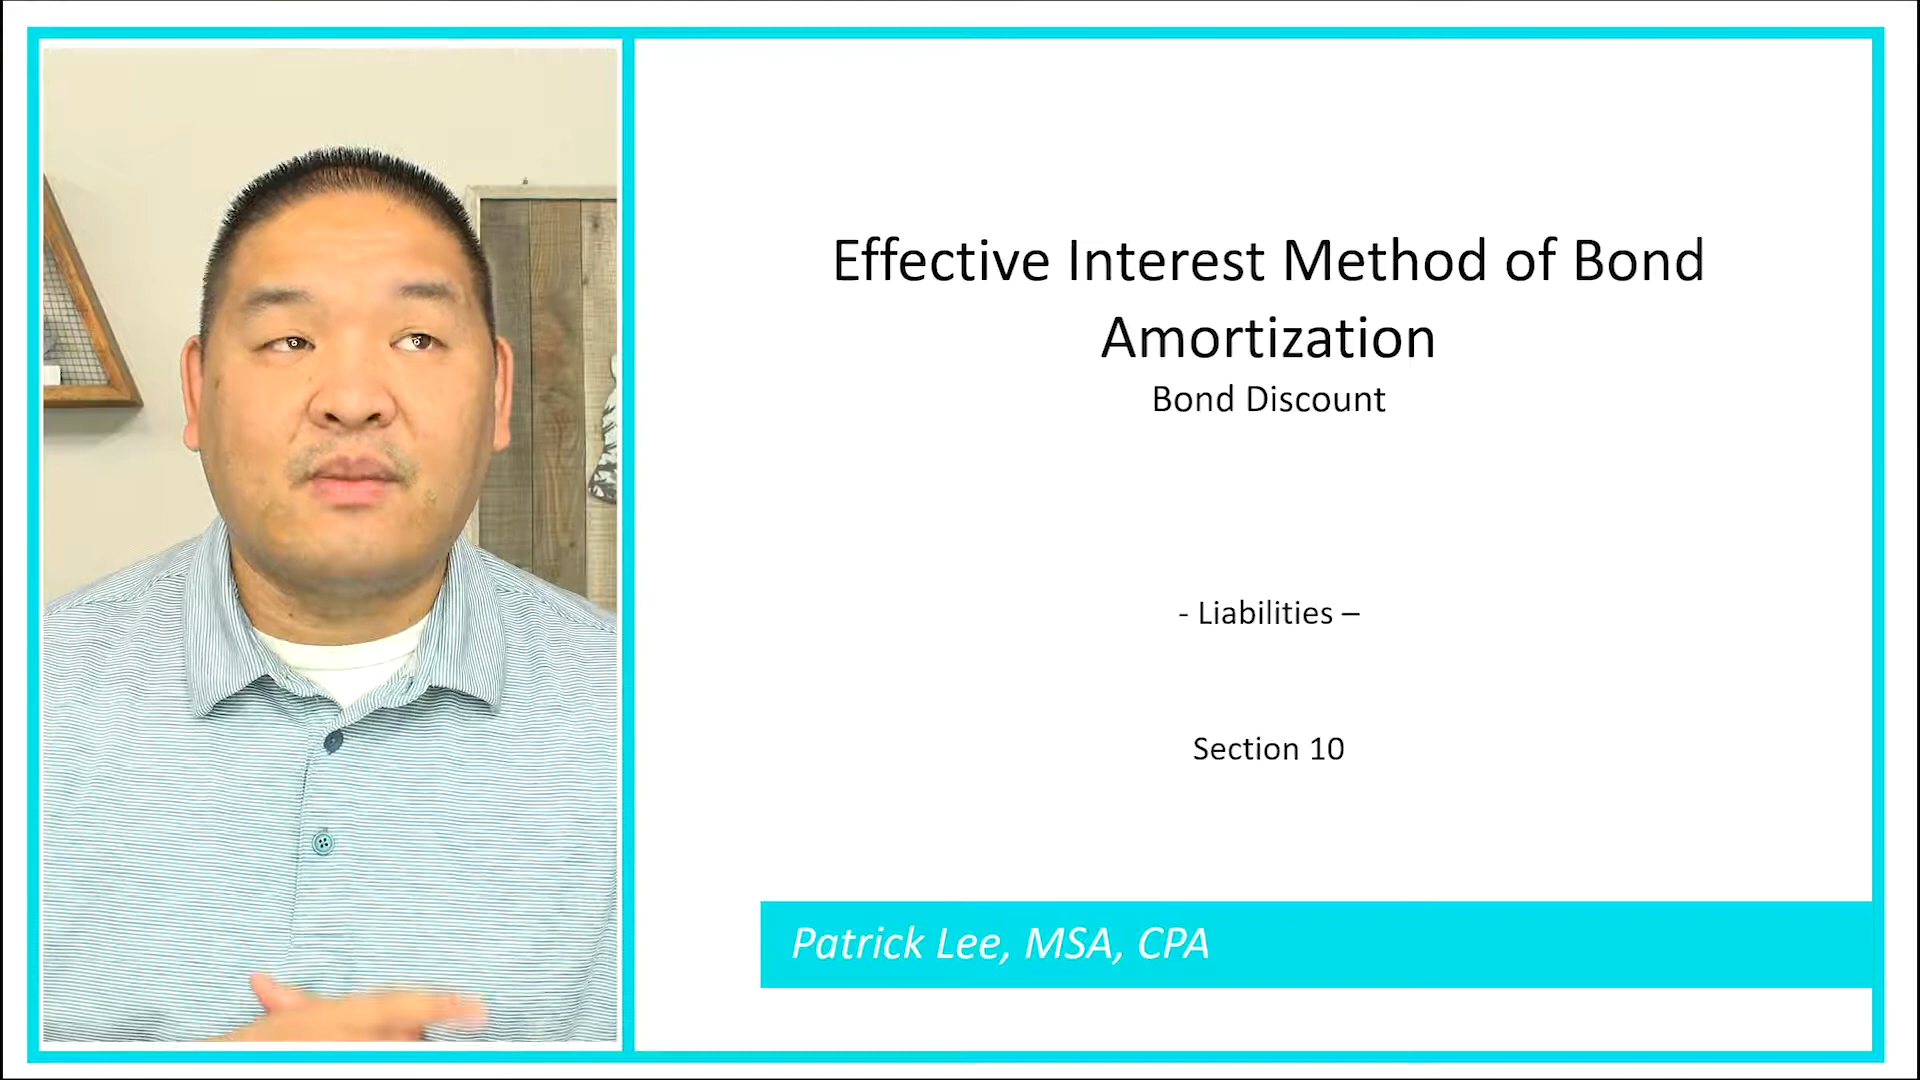 Effective Interest Method of Bond
Amortization
Bond Discount
- Liabilities –
Section 10
Patrick Lee, MSA, CPA